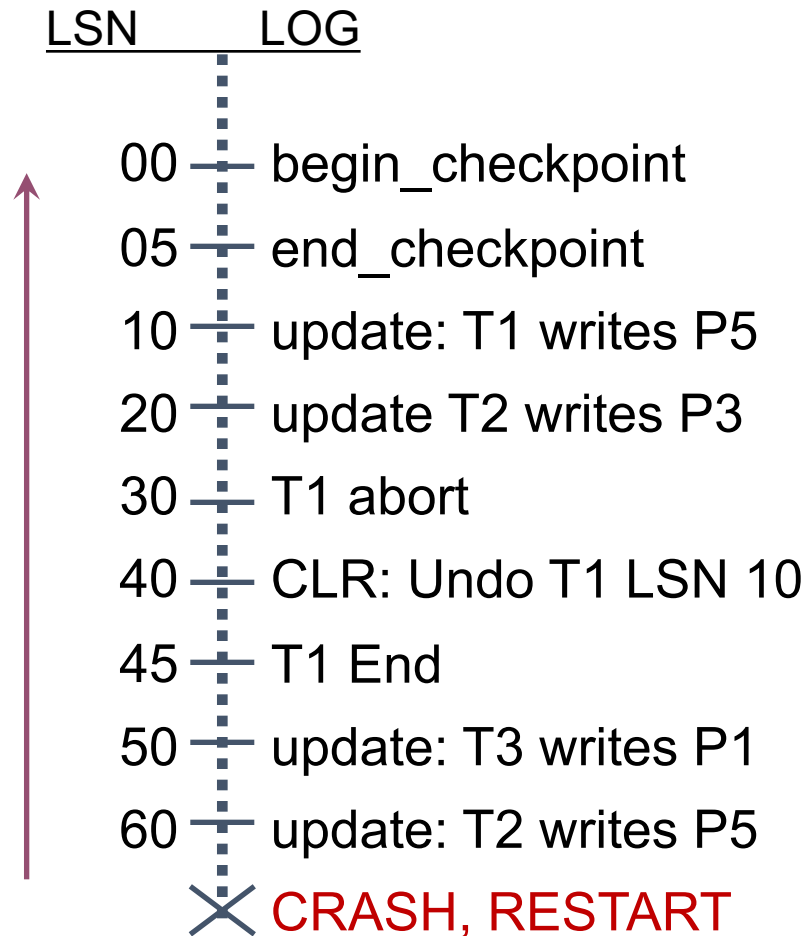 LSN LOG
00 begin_checkpoint
05 end_checkpoint
10 update: T1 writes P5
20 update T2 writes P3
30 T1 abort
40 CLR: Undo T1 LSN 10
45 T1 End
50 update: T3 writes P1
60 update: T2 writes P5
CRASH, RESTART